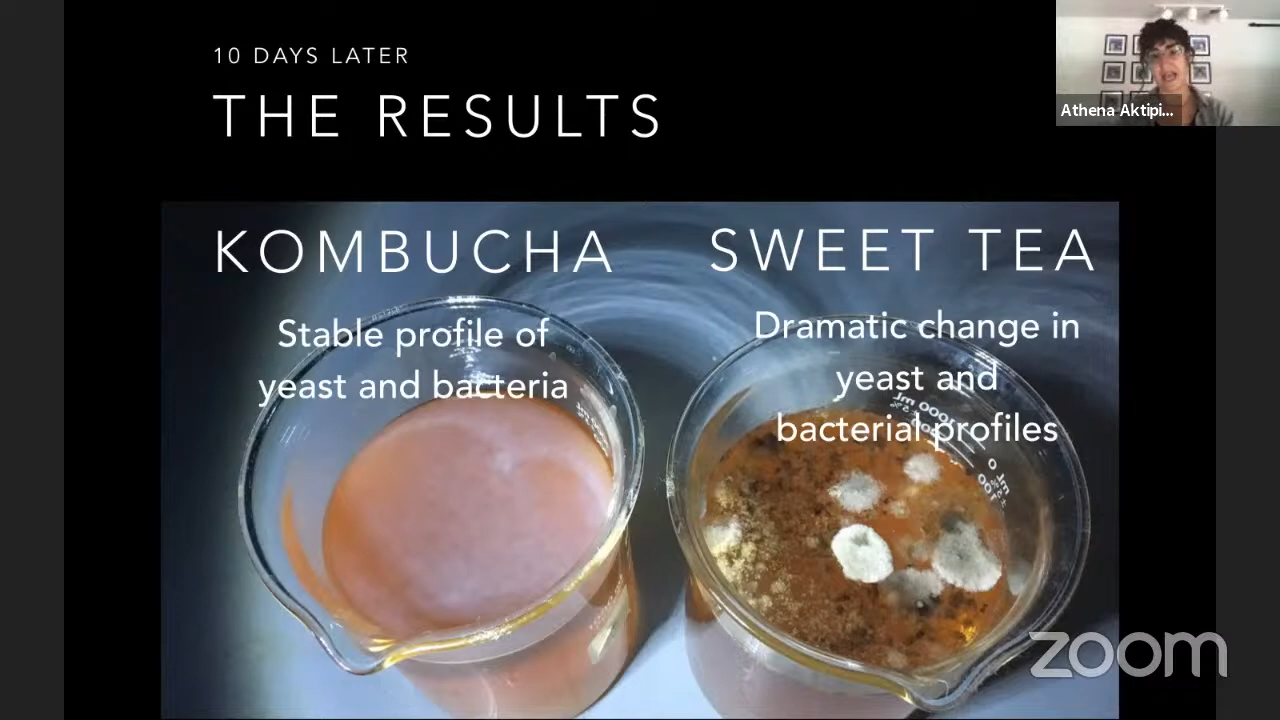 10 DAYS LATER
THE RESULTS
Athena Aktipi...
KOMBUCHA
SWEET TEA
Stable profile of
yeast and bacteria
Dramatic change in
yeast and
bacterial profiles
zoom